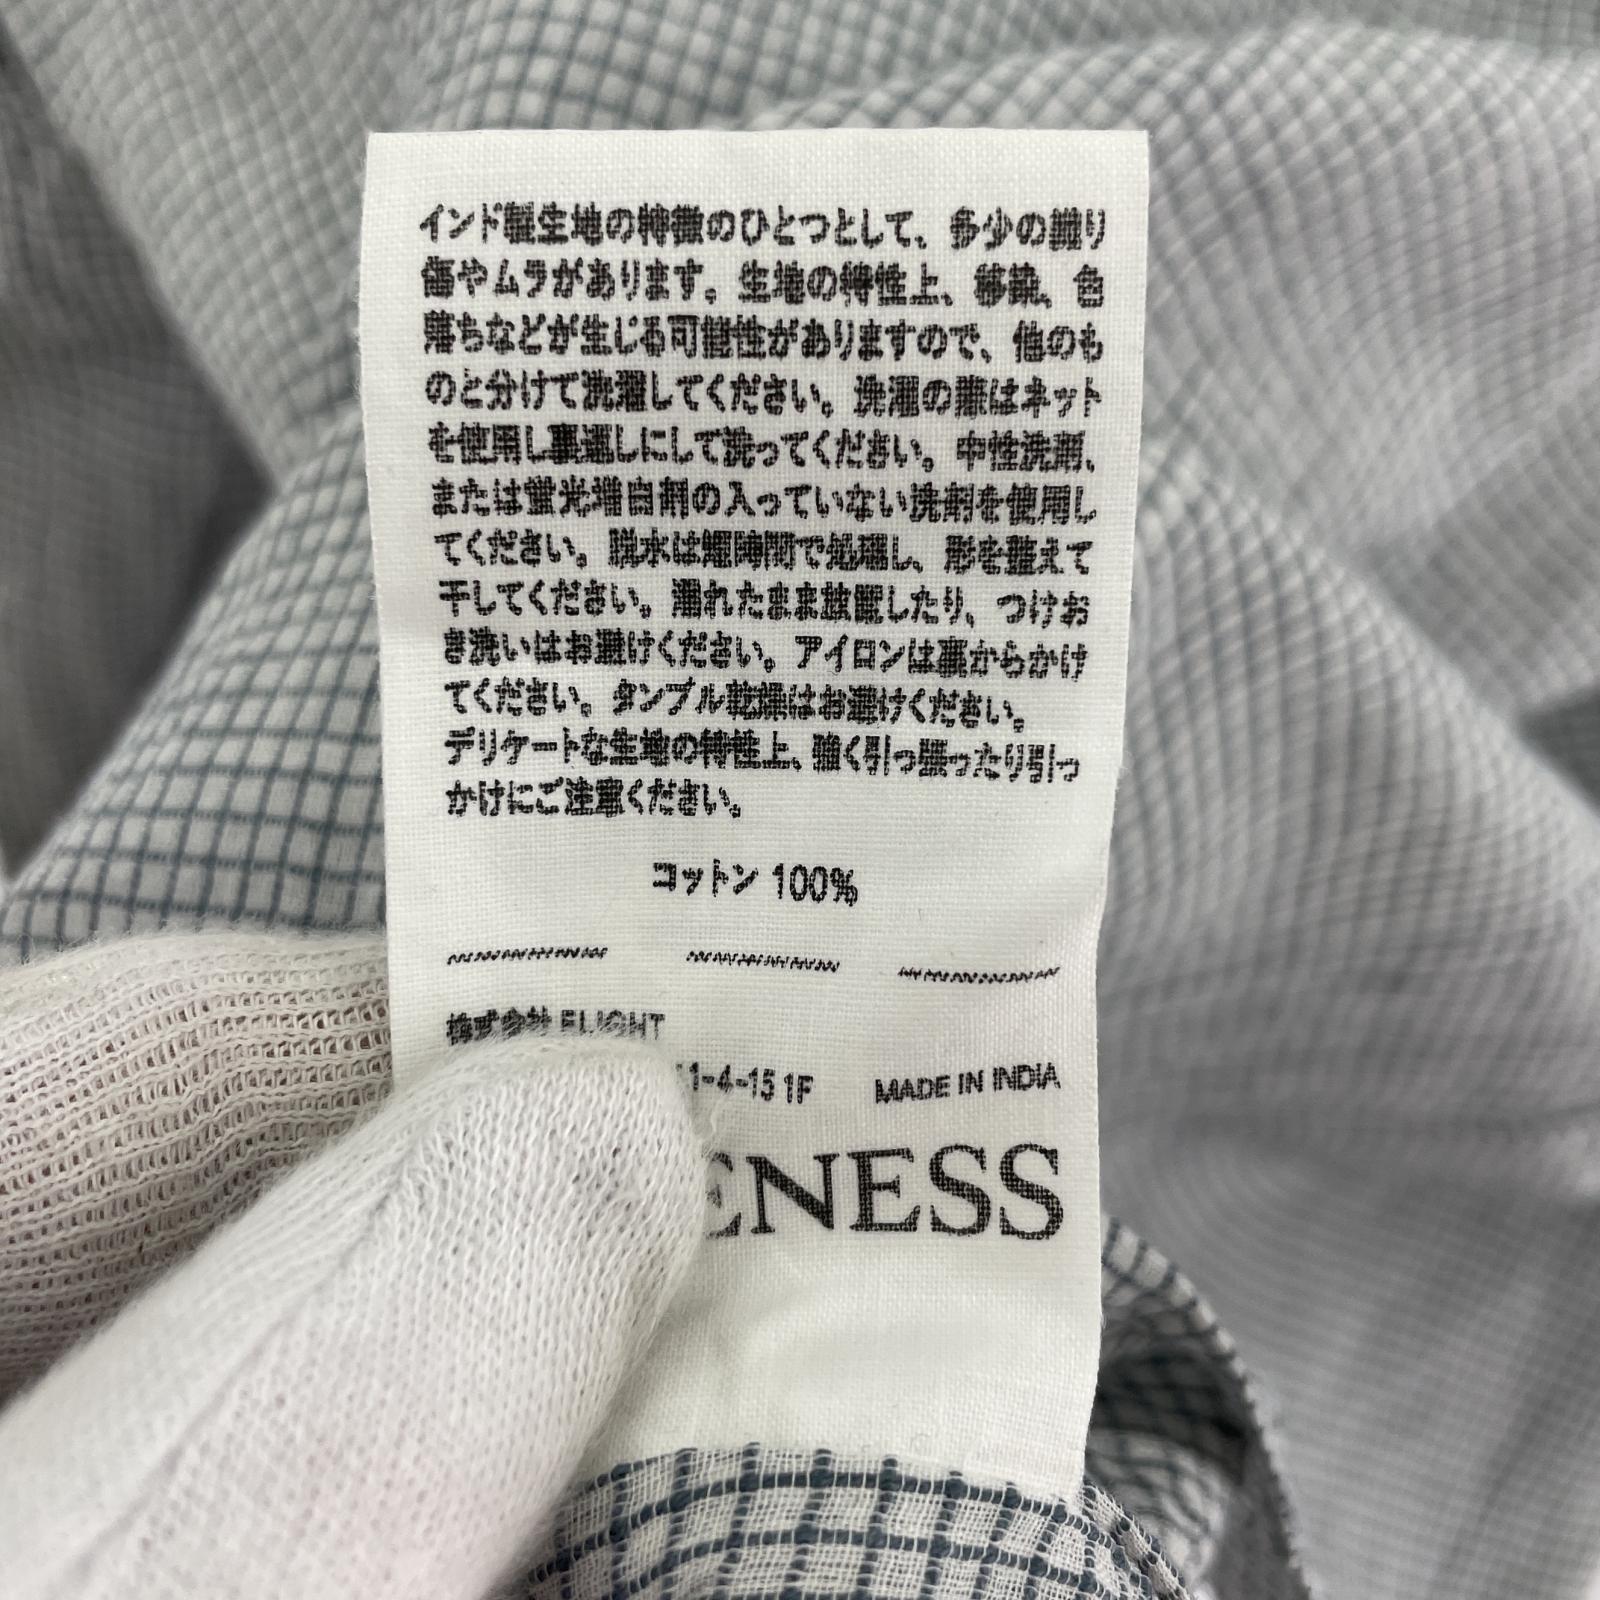 インド製生地の特徴のひとつとして、多少の織り
傷やムラがあります。生地の特性上、移染、色
落ちなどが生じる可能性がありますので、他のも
のと分けて洗濯してください。洗濯の際はネット
を使用し裏返しにして洗ってください。中性洗剤、
または蛍光増白剤の入っていない洗剤を使用し
てください。脱水は短時間で処理し、形を整えて
干してください。濡れたまま放置したり、つけお
き洗いはお避けください。アイロンは裏からかけ
てください。タンブル乾燥はお避けください。
デリケートな生地の特性上、強く引っ張ったり引っ
かけにご注意ください。
コットン 100%
株式会社 ELIGHT
1-4-15 1F
MADE IN INDIA
ENESS